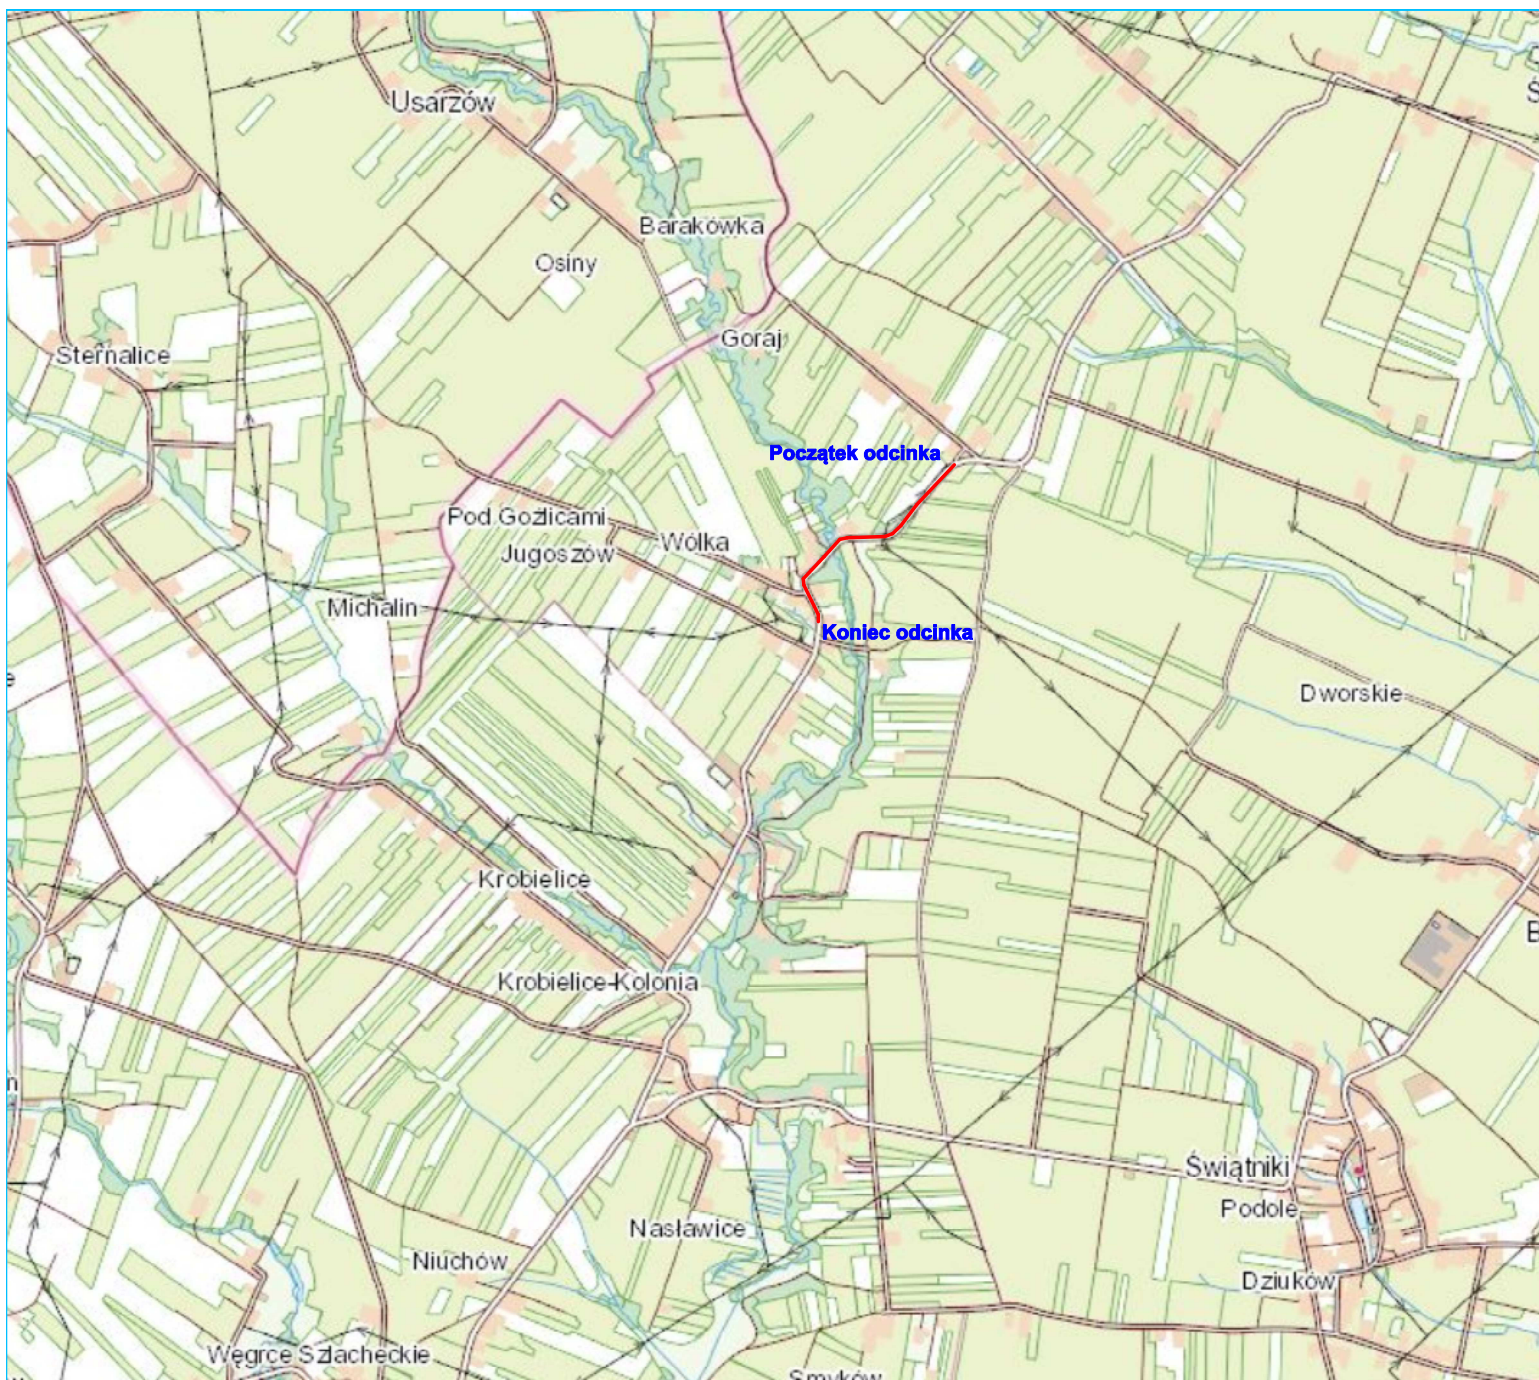 Usarzów
Barakówka
Osiny
Goraj
Sternalice
Początek odcinka
Pod Goźlicami
Wólka
Jugoszów
Michalin
Koniec odcinka
Dworskie
Krobielice
Krobielice-Kolonia
Świątniki
Podole
Nasławice
Niuchów
Dziuków
Węgrce Szlacheckie
Smyków